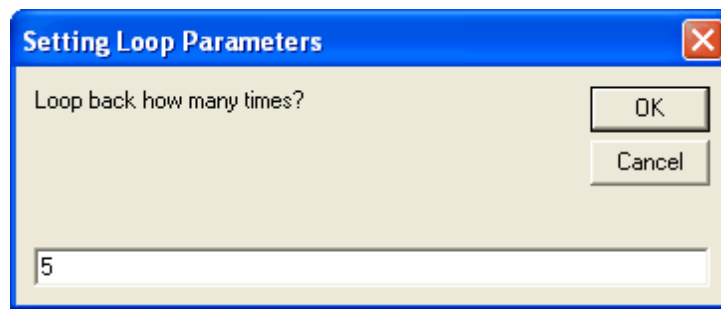 Setting Loop Parameters
Loop back how many times?
OK
Cancel
5